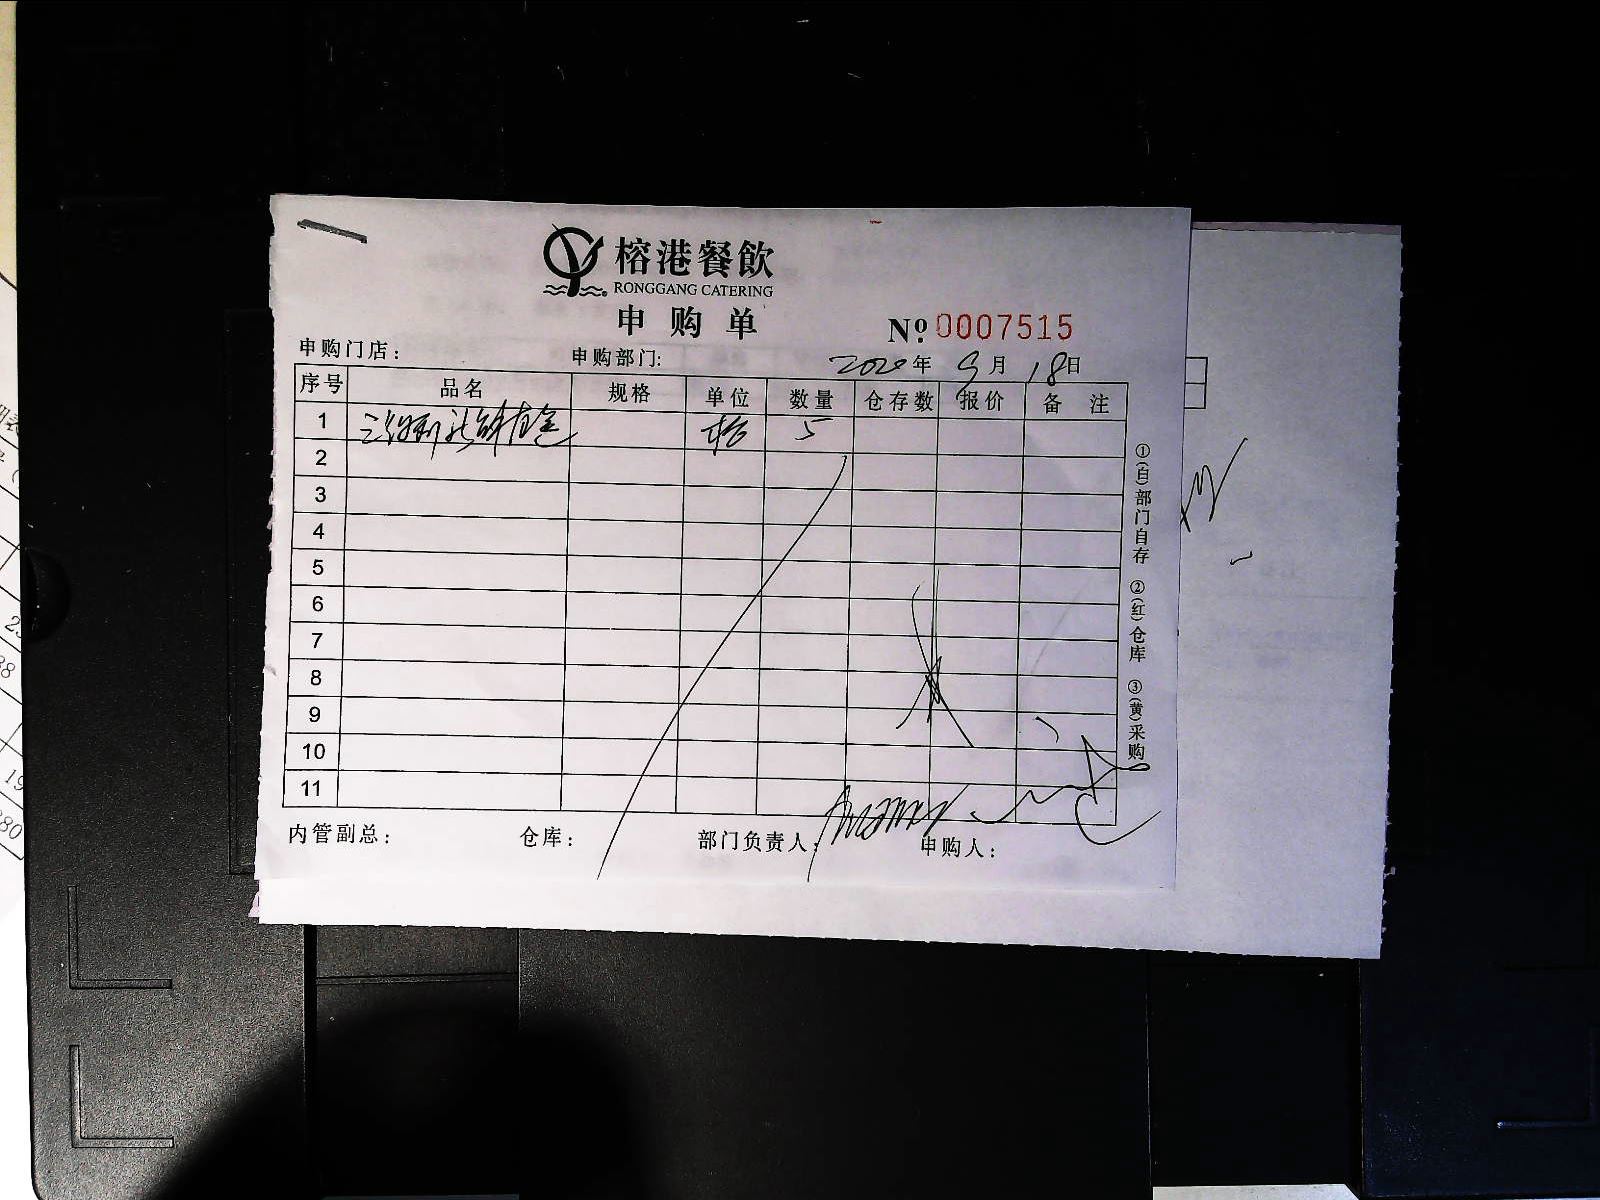 榕港餐飲
RONGGANG CATERING
申购单
№ 0007515
申购门店： 申购部门: 2020年9月18日
序号 品名 规格 单位 数量 仓存数 报价 备注
1 5
2
3
4
5
6
7
8
9
10
11
内管副总： 仓库： 部门负责人： 申购人：
①(白)部门自存 ②(红)仓库 ③(黄)采购